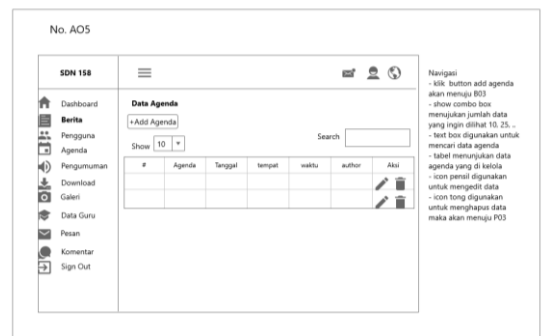 No. AO5
SDN 158
Dashboard
Berita
Pengguna
Agenda
Pengumuman
Download
Galeri
Data Guru
Pesan
Komentar
Sign Out
Data Agenda
+Add Agenda
Show 10
Search
# Agenda Tanggal tempat waktu author Aksi
Navigasi
- klik button add agenda
akan menuju B03
- show combo box
menujukan jumlah data
yang ingin dilihat 10, 25, ..
- text box digunakan untuk
mencari data agenda
- tabel menunjukan data
agenda yang di kelola
- icon pensil digunakan
untuk mengedit data
- icon tong digunakan
untuk menghapus data
maka akan menuju P03